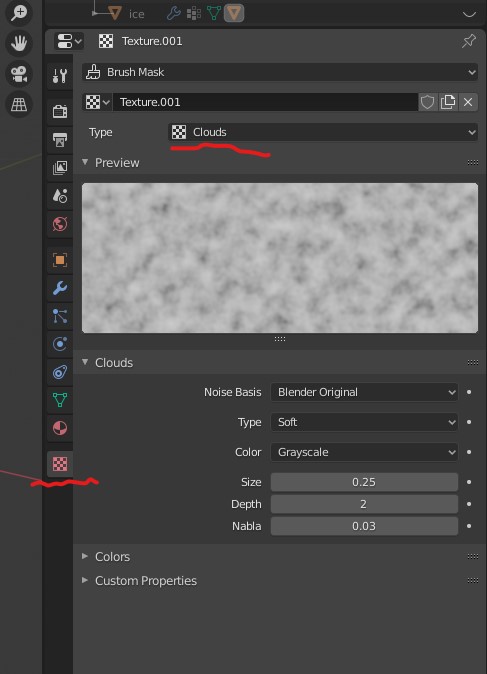 ice
Texture.001
Brush Mask
Texture.001
Type Clouds
Preview
Clouds
Noise Basis Blender Original
Type Soft
Color Grayscale
Size 0.25
Depth 2
Nabla 0.03
Colors
Custom Properties